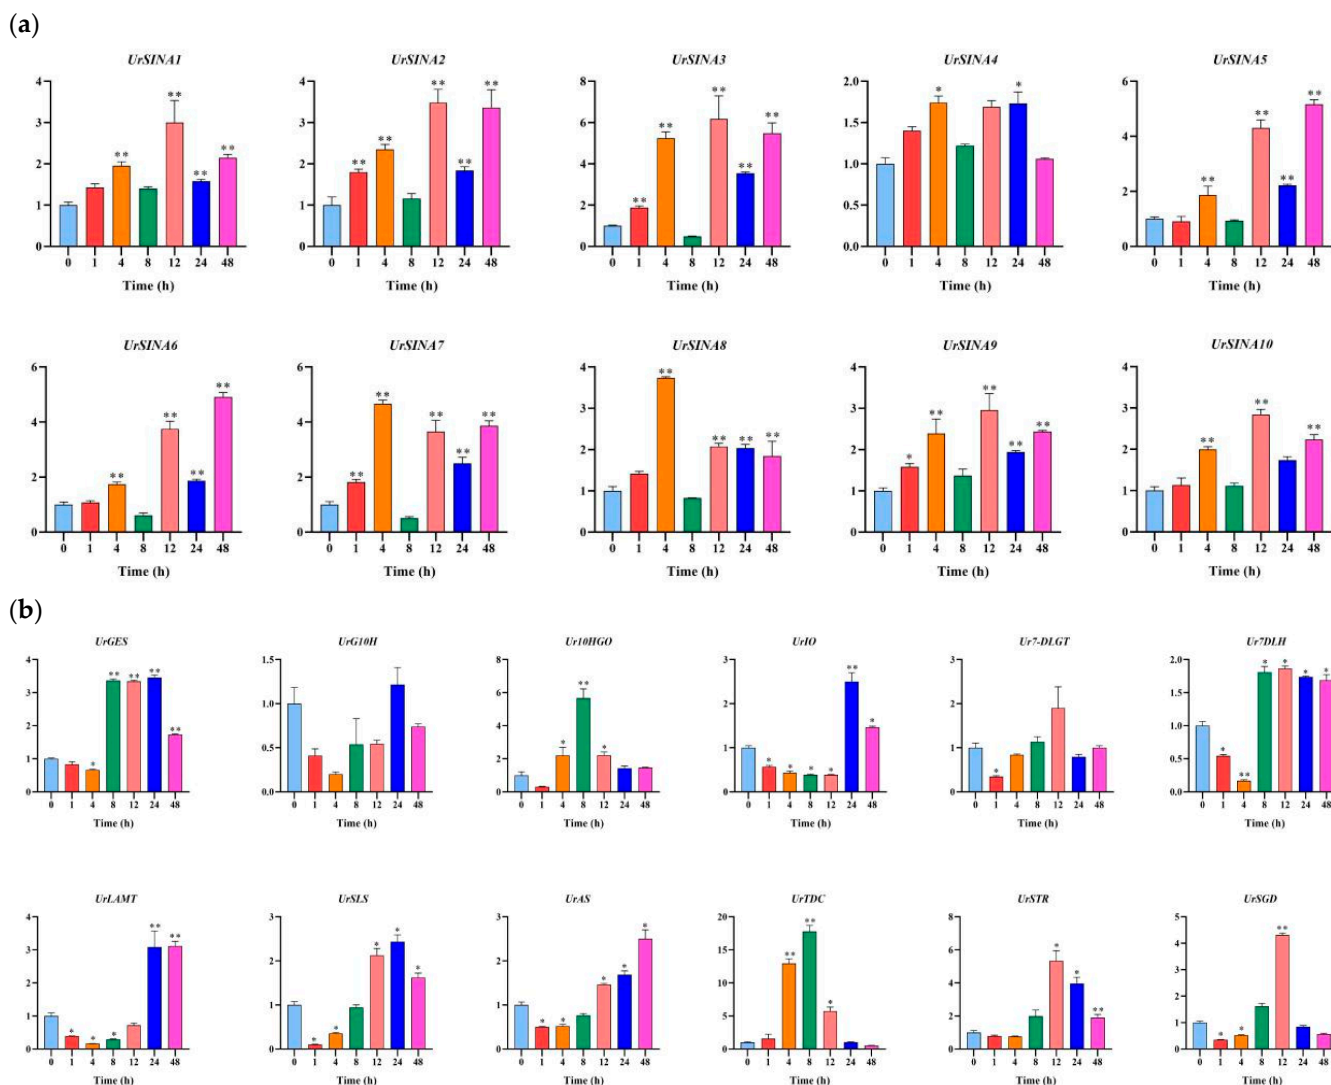 (a)
UrSINA1 UrSINA2 UrSINA3 UrSINA4 UrSINA5
4 4 8 2.0 6
** ** ** * * **
3 ** 3 ** 6 ** 1.5 4 **
** ** ** ** ** **
2 2 4 1.0 2 ** **
1 1 2 ** 0.5
0 0 0 0.0 0
0 1 4 8 12 24 48 0 1 4 8 12 24 48 0 1 4 8 12 24 48 0 1 4 8 12 24 48 0 1 4 8 12 24 48
Time (h) Time (h) Time (h) Time (h) Time (h)
UrSINA6 UrSINA7 UrSINA8 UrSINA9 UrSINA10
6 6 4 4 4
** ** ** ** **
4 ** 4 ** ** 3 3 ** ** 3 **
** ** ** ** ** ** * ** **
2 2 ** 2 2 2
1 1 1
0 0 0 0 0
0 1 4 8 12 24 48 0 1 4 8 12 24 48 0 1 4 8 12 24 48 0 1 4 8 12 24 48 0 1 4 8 12 24 48
Time (h) Time (h) Time (h) Time (h) Time (h)
(b)
UrGES UrG10H Ur10HGO UrIO Ur7-DLGT Ur7DLH
4 1.5 8 3 3 2.0
** ** ** ** ** * * * *
3 1.0 6 2 2 1.5
2 ** 4 * * * 1.0
1 * 0.5 2 * * 1 * * * * 1 * 0.5 * **
0 0.0 0 0 0 0.0
0 1 4 8 12 24 48 0 1 4 8 12 24 48 0 1 4 8 12 24 48 0 1 4 8 12 24 48 0 1 4 8 12 24 48 0 1 4 8 12 24 48
Time (h) Time (h) Time (h) Time (h) Time (h) Time (h)
UrLAMT UrSLS UrAS UrTDC UrSTR UrSGD
4 3 3 20 8 5
** ** * * * ** * **
3 2 * 2 * * 15 ** 6 * 4
2 10 4 3
1 * * * 1 * * 1 * * 5 * 2 ** 2
1 * *
0 0 0 0 0 0
0 1 4 8 12 24 48 0 1 4 8 12 24 48 0 1 4 8 12 24 48 0 1 4 8 12 24 48 0 1 4 8 12 24 48 0 1 4 8 12 24 48
Time (h) Time (h) Time (h) Time (h) Time (h) Time (h)